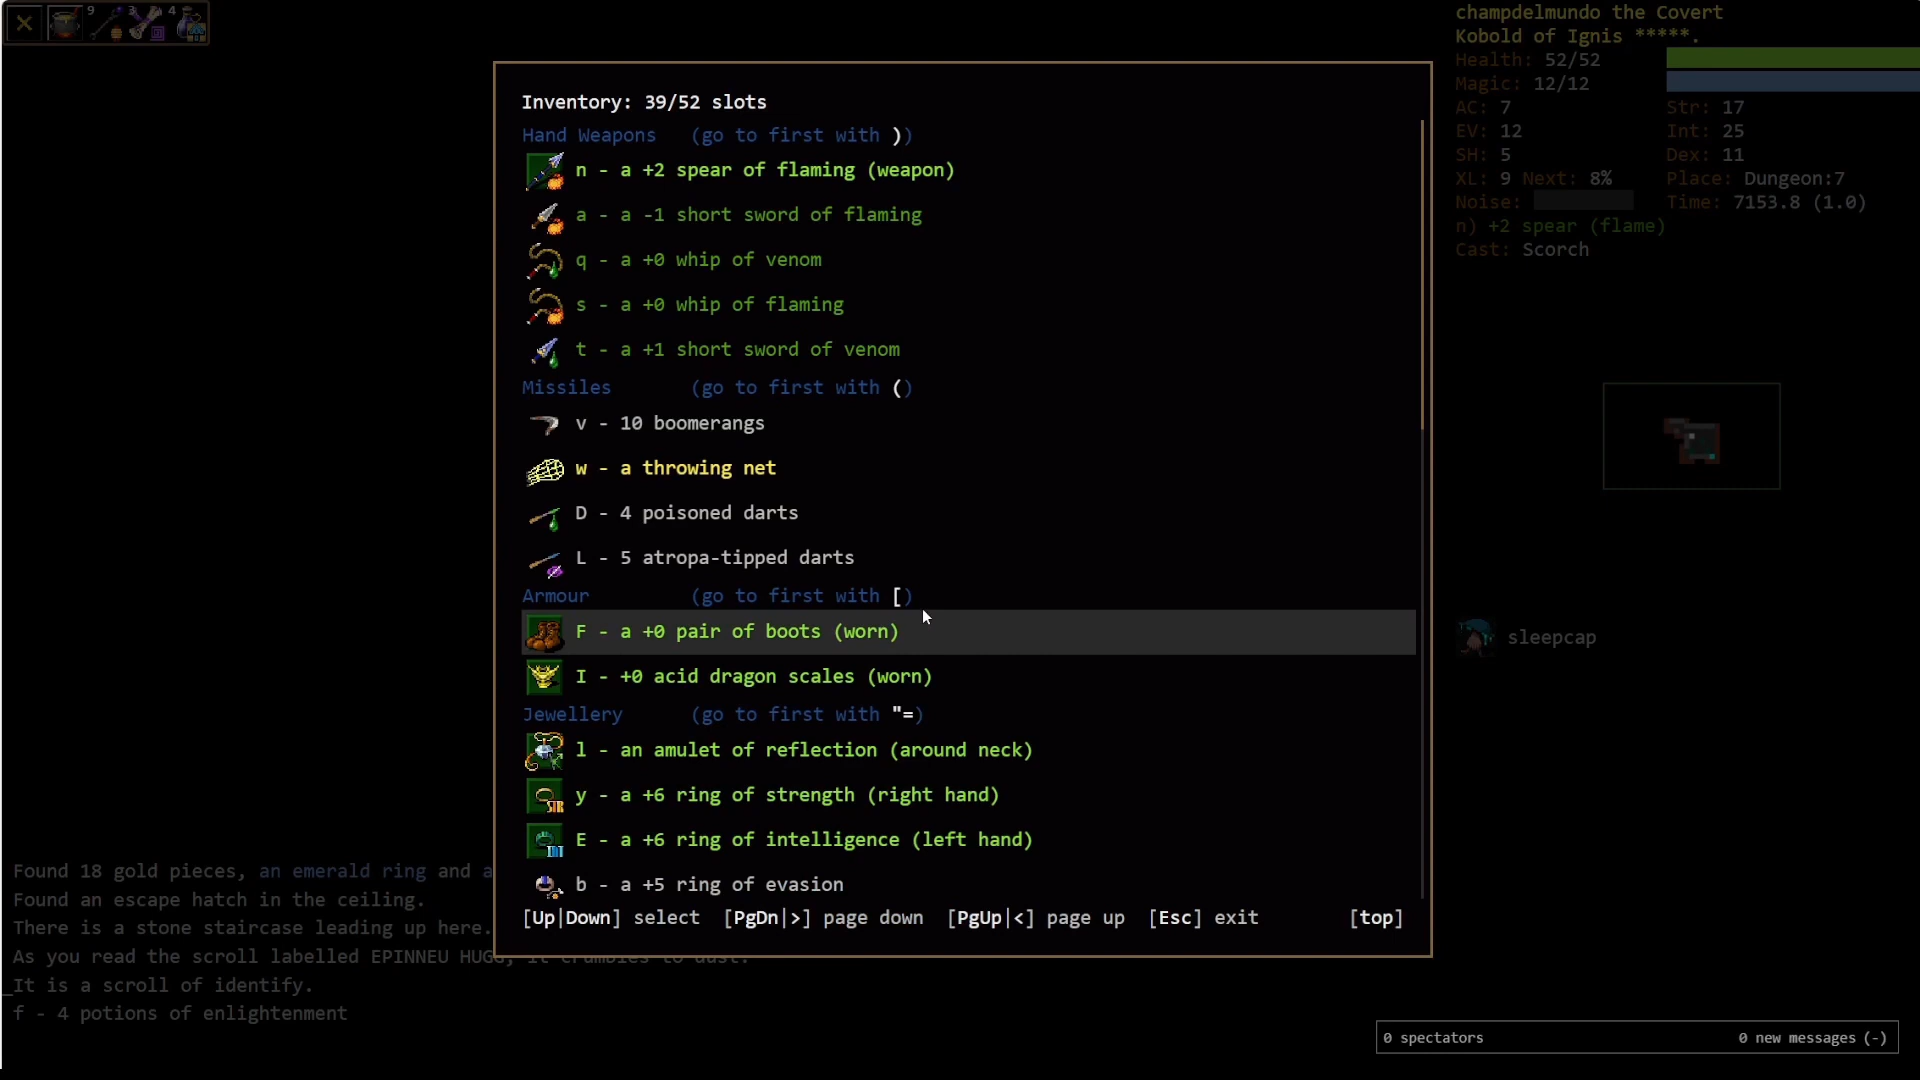 9 3 4
champdelmundo the Covert
Kobold of Ignis *****.
Health: 52/52
Magic: 12/12
AC: 7 Str: 17
EV: 12 Int: 25
SH: 5 Dex: 11
XL: 9 Next: 8% Place: Dungeon:7
Noise: Time: 7153.8 (1.0)
n) +2 spear (flame)
Cast: Scorch
Inventory: 39/52 slots
Hand Weapons (go to first with ))
n - a +2 spear of flaming (weapon)
a - a -1 short sword of flaming
q - a +0 whip of venom
s - a +0 whip of flaming
t - a +1 short sword of venom
Missiles (go to first with ()
v - 10 boomerangs
w - a throwing net
D - 4 poisoned darts
L - 5 atropa-tipped darts
Armour (go to first with [)
F - a +0 pair of boots (worn)
I - +0 acid dragon scales (worn)
Jewellery (go to first with "=)
l - an amulet of reflection (around neck)
y - a +6 ring of strength (right hand)
E - a +6 ring of intelligence (left hand)
b - a +5 ring of evasion
[Up|Down] select [PgDn|>] page down [PgUp|<] page up [Esc] exit [top]
sleepcap
Found 18 gold pieces, an emerald ring and a
Found an escape hatch in the ceiling.
There is a stone staircase leading up here.
As you read the scroll labelled EPINNEU HUGG, it crumbles to dust.
_It is a scroll of identify.
f - 4 potions of enlightenment
0 spectators 0 new messages (-)